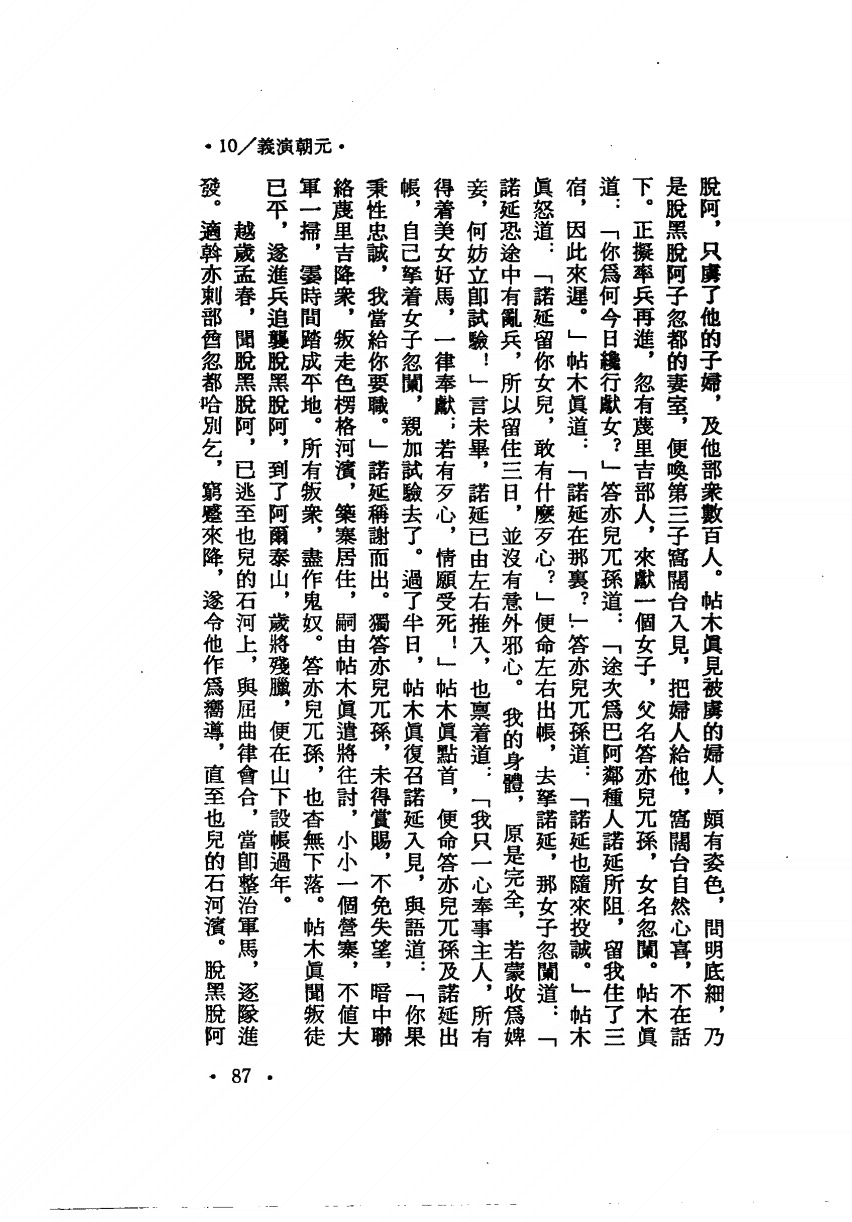 •10／義演朝元•
脫阿，只虜了他的子婦，及他部衆數百人。帖木眞見被虜的婦人，頗有姿色，問明底細，乃
是脫黑脫阿子忽都的妻室，便喚第三子窩闊台入見，把婦人給他，窩闊台自然心喜，不在話
下。正擬率兵再進，忽有蔑里吉部人，來獻一個女子，父名答亦兒兀孫，女名忽闌。帖木眞
道：「你爲何今日纔行獻女？」答亦兒兀孫道：「途次爲巴阿鄰種人諾延所阻，留我住了三
宿，因此來遲。」帖木眞道：「諾延在那裏？」答亦兒兀孫道：「諾延也隨來投誠。」帖木
眞怒道：「諾延留你女兒，敢有什麼歹心？」便命左右出帳，去拏諾延，那女子忽闌道：「
諾延恐途中有亂兵，所以留住三日，並沒有意外邪心。我的身體，原是完全，若蒙收爲婢
妾，何妨立卽試驗！」言未畢，諾延已由左右推入，也禀着道：「我只一心奉事主人，所有
得着美女好馬，一律奉獻；若有歹心，情願受死！」帖木眞點首，便命答亦兒兀孫及諾延出
帳，自己拏着女子忽闌，親加試驗去了。過了半日，帖木眞復召諾延入見，與語道：「你果
秉性忠誠，我當給你要職。」諾延稱謝而出。獨答亦兒兀孫，未得賞賜，不免失望，暗中聯
絡蔑里吉降衆，叛走色楞格河濱，築寨居住，嗣由帖木眞遣將往討，小小一個營寨，不値大
軍一掃，霎時間踏成平地。所有叛衆，盡作鬼奴。答亦兒兀孫，也杳無下落。帖木眞聞叛徒
已平，遂進兵追襲脫黑脫阿，到了阿爾泰山，歲將殘臘，便在山下設帳過年。
越歲孟春，聞脫黑脫阿，已逃至也兒的石河上，與屈曲律會合，當卽整治軍馬，逐隊進
發。適斡亦剌部酋忽都哈別乞，窮蹙來降，遂令他作爲嚮導，直至也兒的石河濱。脫黑脫阿
• 87 •